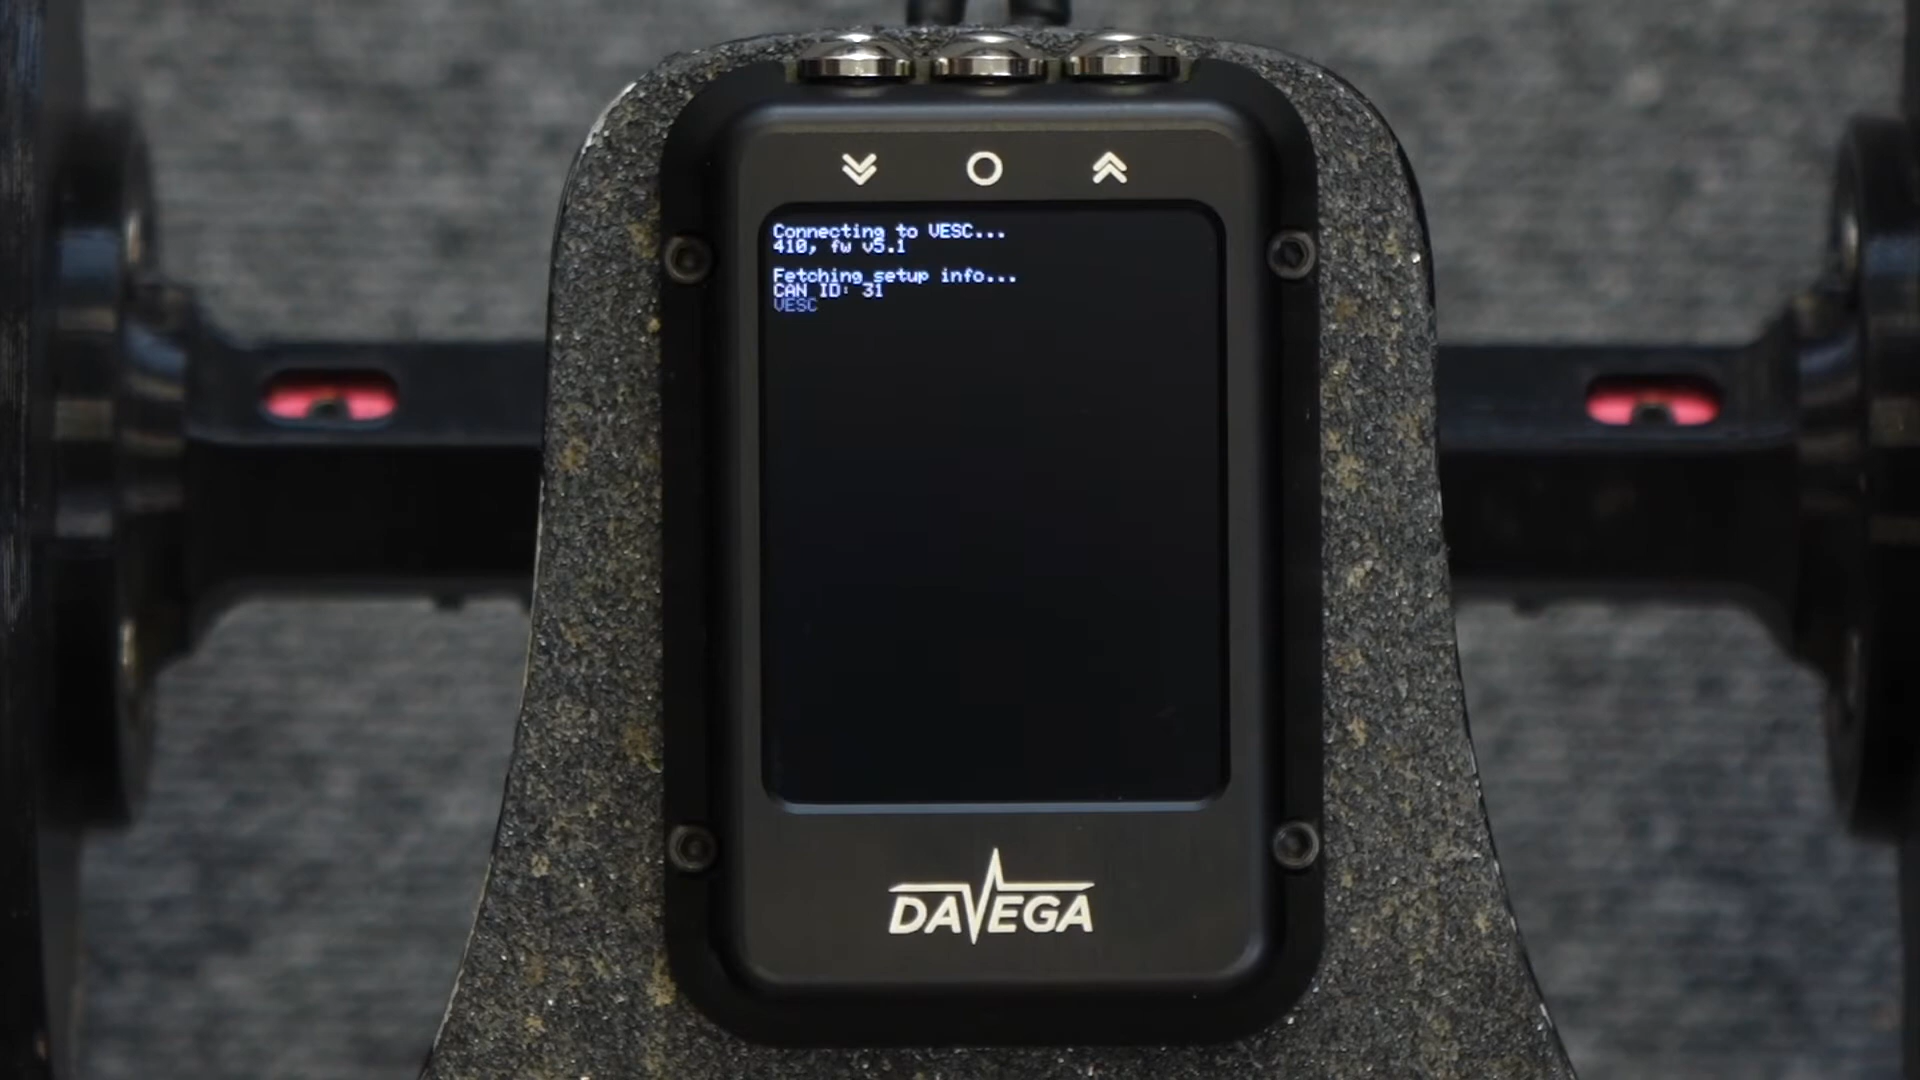 Connecting to VESC...
410, fw v5.1
Fetching setup info...
CAN ID: 31
VESC
DAVEGA